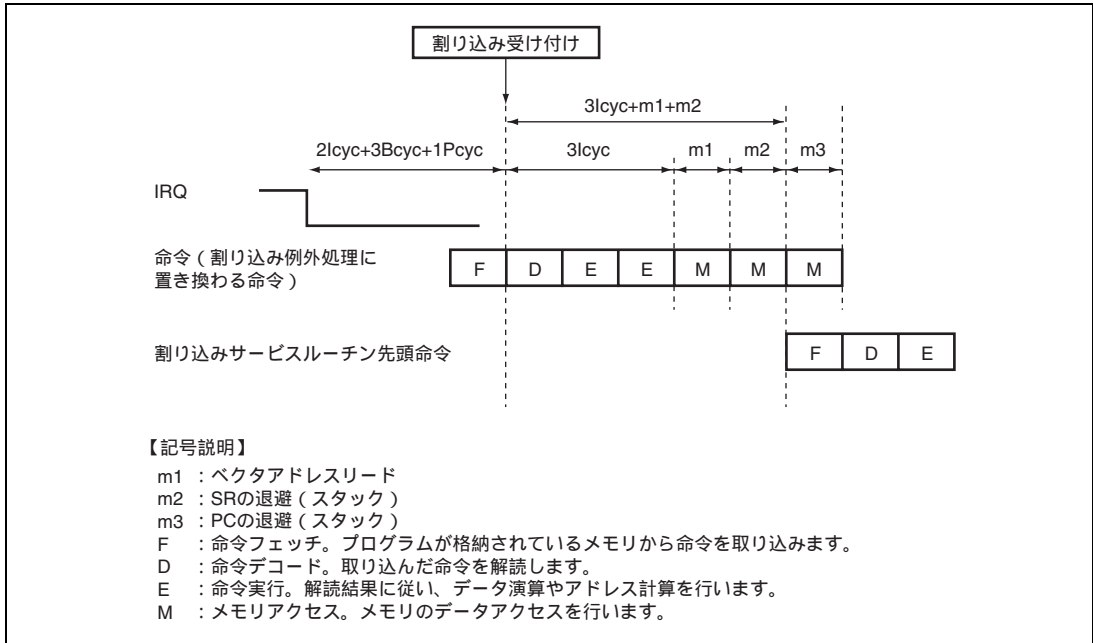 割り込み受け付け
3Icyc+m1+m2
2Icyc+3Bcyc+1Pcyc 3Icyc m1 m2 m3
IRQ
命令（割り込み例外処理に
置き換わる命令）
F D E E M M M
割り込みサービスルーチン先頭命令
F D E
【記号説明】
m1 ：ベクタアドレスリード
m2 ：SRの退避（スタック）
m3 ：PCの退避（スタック）
F ：命令フェッチ。プログラムが格納されているメモリから命令を取り込みます。
D ：命令デコード。取り込んだ命令を解読します。
E ：命令実行。解読結果に従い、データ演算やアドレス計算を行います。
M ：メモリアクセス。メモリのデータアクセスを行います。